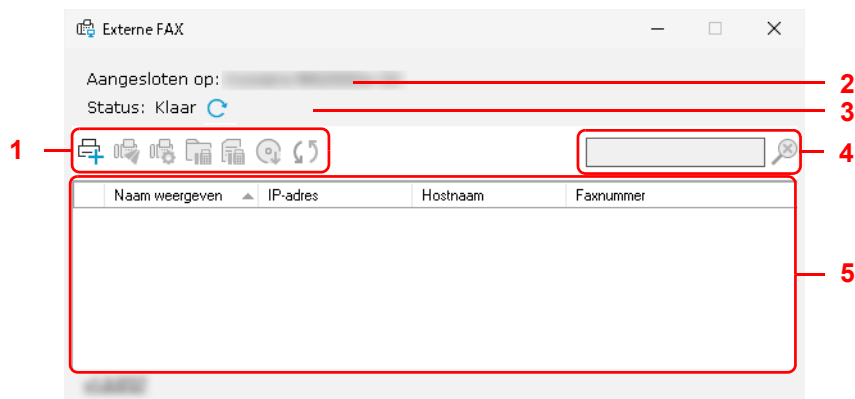 Externe FAX
Aangesloten op:
2
Status: Klaar
3
1
4
Naam weergeven IP-adres Hostnaam Faxnummer
5